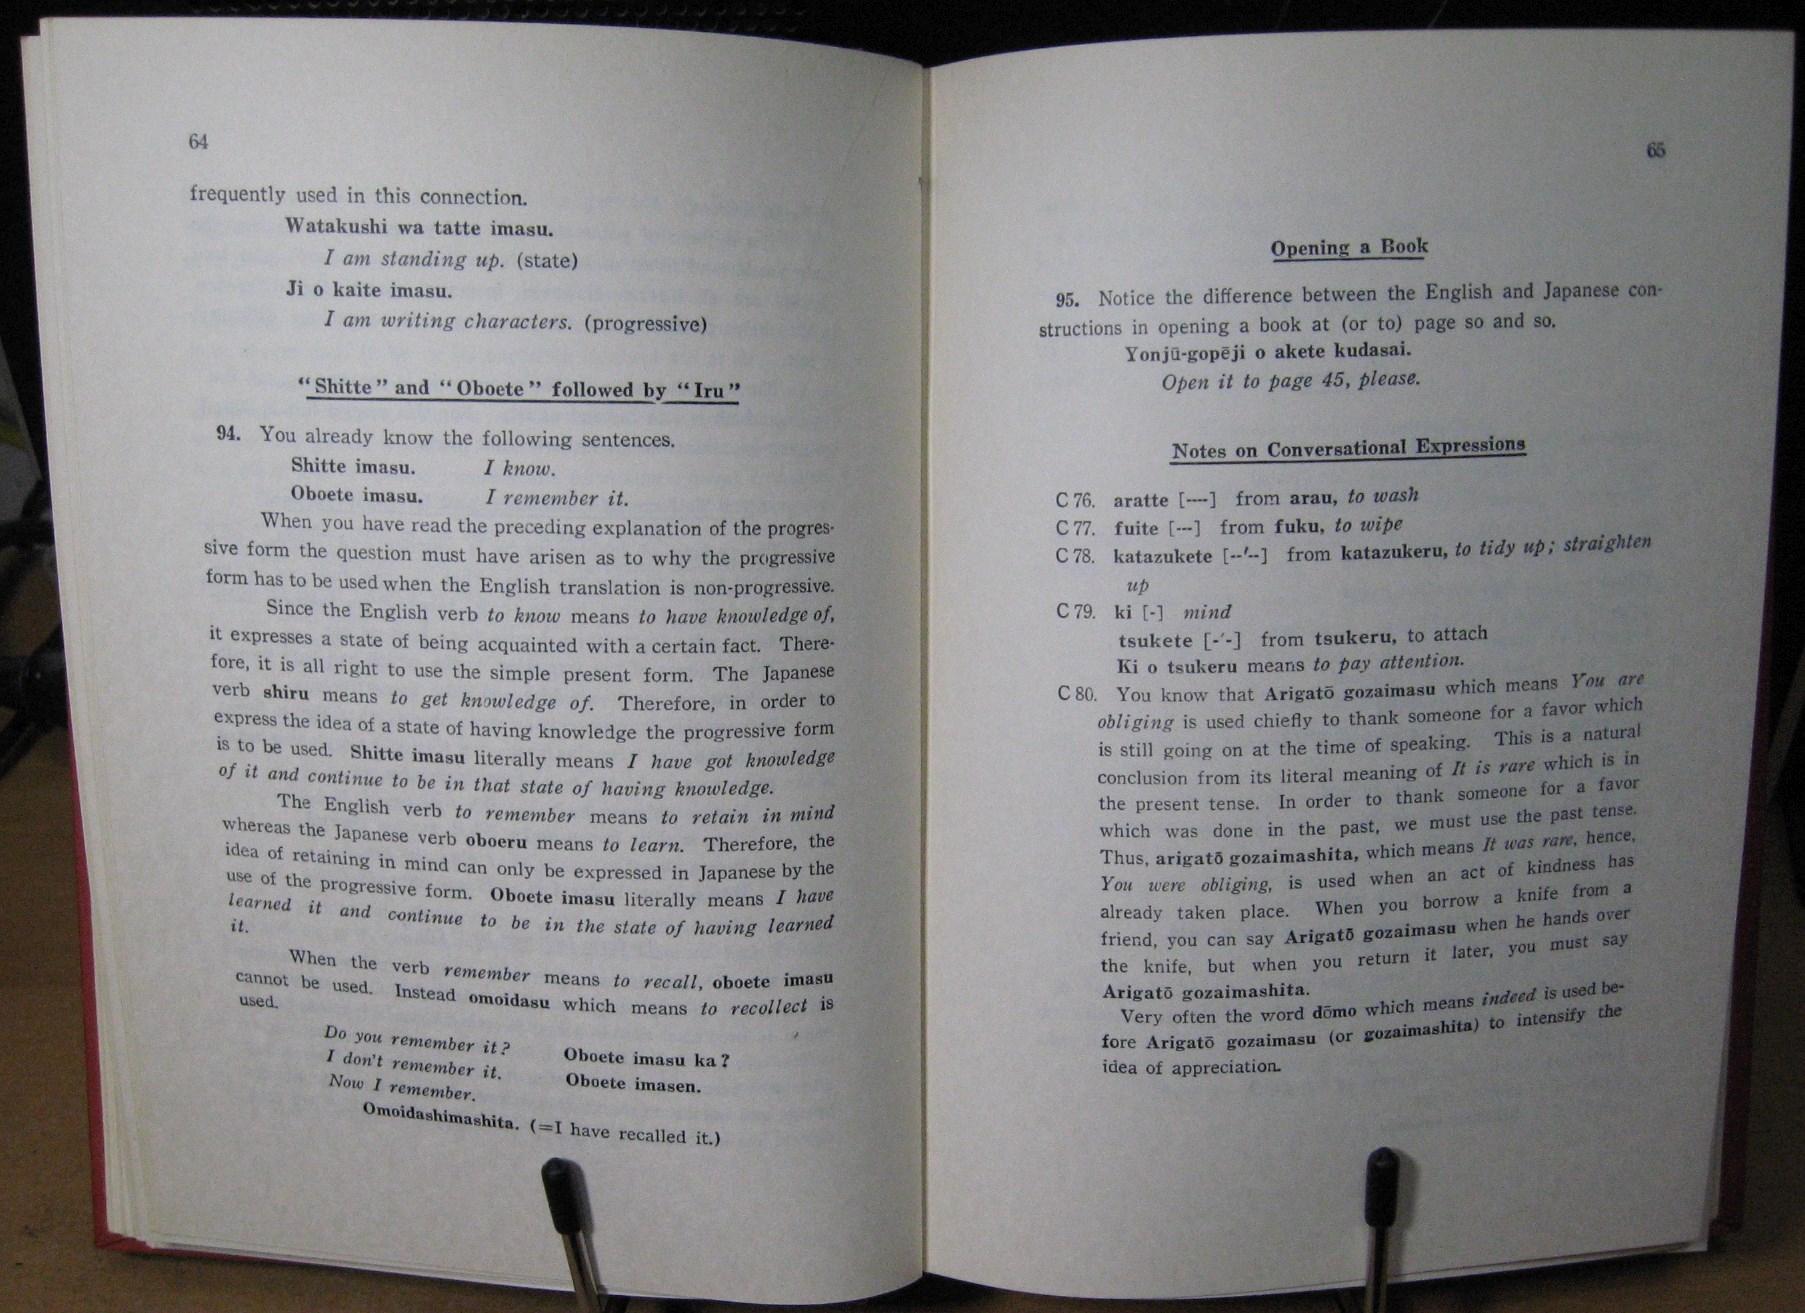 64
frequently used in this connection.
Watakushi wa tatte imasu.
I am standing up. (state)
Ji o kaite imasu.
I am writing characters. (progressive)
“Shitte” and “Oboete” followed by “Iru”
94. You already know the following sentences.
Shitte imasu. I know.
Oboete imasu. I remember it.
When you have read the preceding explanation of the progres-
sive form the question must have arisen as to why the progressive
form has to be used when the English translation is non-progressive.
Since the English verb to know means to have knowledge of,
it expresses a state of being acquainted with a certain fact. There-
fore, it is all right to use the simple present form. The Japanese
verb shiru means to get knowledge of. Therefore, in order to
express the idea of a state of having knowledge the progressive form
is to be used. Shitte imasu literally means I have got knowledge
of it and continue to be in that state of having knowledge.
The English verb to remember means to retain in mind
whereas the Japanese verb oboeru means to learn. Therefore, the
idea of retaining in mind can only be expressed in Japanese by the
use of the progressive form. Oboete imasu literally means I have
learned it and continue to be in the state of having learned
it.
When the verb remember means to recall, oboete imasu
cannot be used. Instead omoidasu which means to recollect is
used.
Do you remember it? Oboete imasu ka?
I don't remember it. Oboete imasen.
Now I remember.
Omoidashimashita. (=I have recalled it.)
65
Opening a Book
95. Notice the difference between the English and Japanese con-
structions in opening a book at (or to) page so and so.
Yonjū-gopēji o akete kudasai.
Open it to page 45, please.
Notes on Conversational Expressions
C 76. aratte [----] from arau, to wash
C 77. fuite [---] from fuku, to wipe
C 78. katazukete [--'--] from katazukeru, to tidy up; straighten
up
C 79. ki [-] mind
tsukete [-'-] from tsukeru, to attach
Ki o tsukeru means to pay attention.
C 80. You know that Arigatō gozaimasu which means You are
obliging is used chiefly to thank someone for a favor which
is still going on at the time of speaking. This is a natural
conclusion from its literal meaning of It is rare which is in
the present tense. In order to thank someone for a favor
which was done in the past, we must use the past tense.
Thus, arigatō gozaimashita, which means It was rare, hence,
You were obliging, is used when an act of kindness has
already taken place. When you borrow a knife from a
friend, you can say Arigatō gozaimasu when he hands over
the knife, but when you return it later, you must say
Arigatō gozaimashita.
Very often the word dōmo which means indeed is used be-
fore Arigatō gozaimasu (or gozaimashita) to intensify the
idea of appreciation.